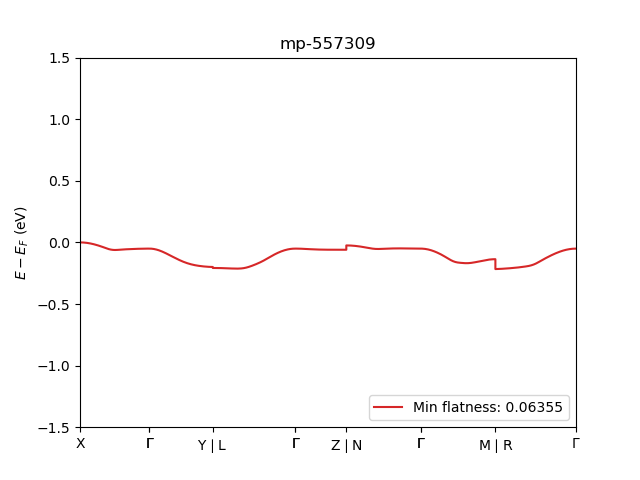 mp-557309
1.5
1.0
0.5
0.0
−0.5
−1.0
−1.5
E − E_F (eV)
Min flatness: 0.06355
X Γ Y | L Γ Z | N Γ M | R Γ